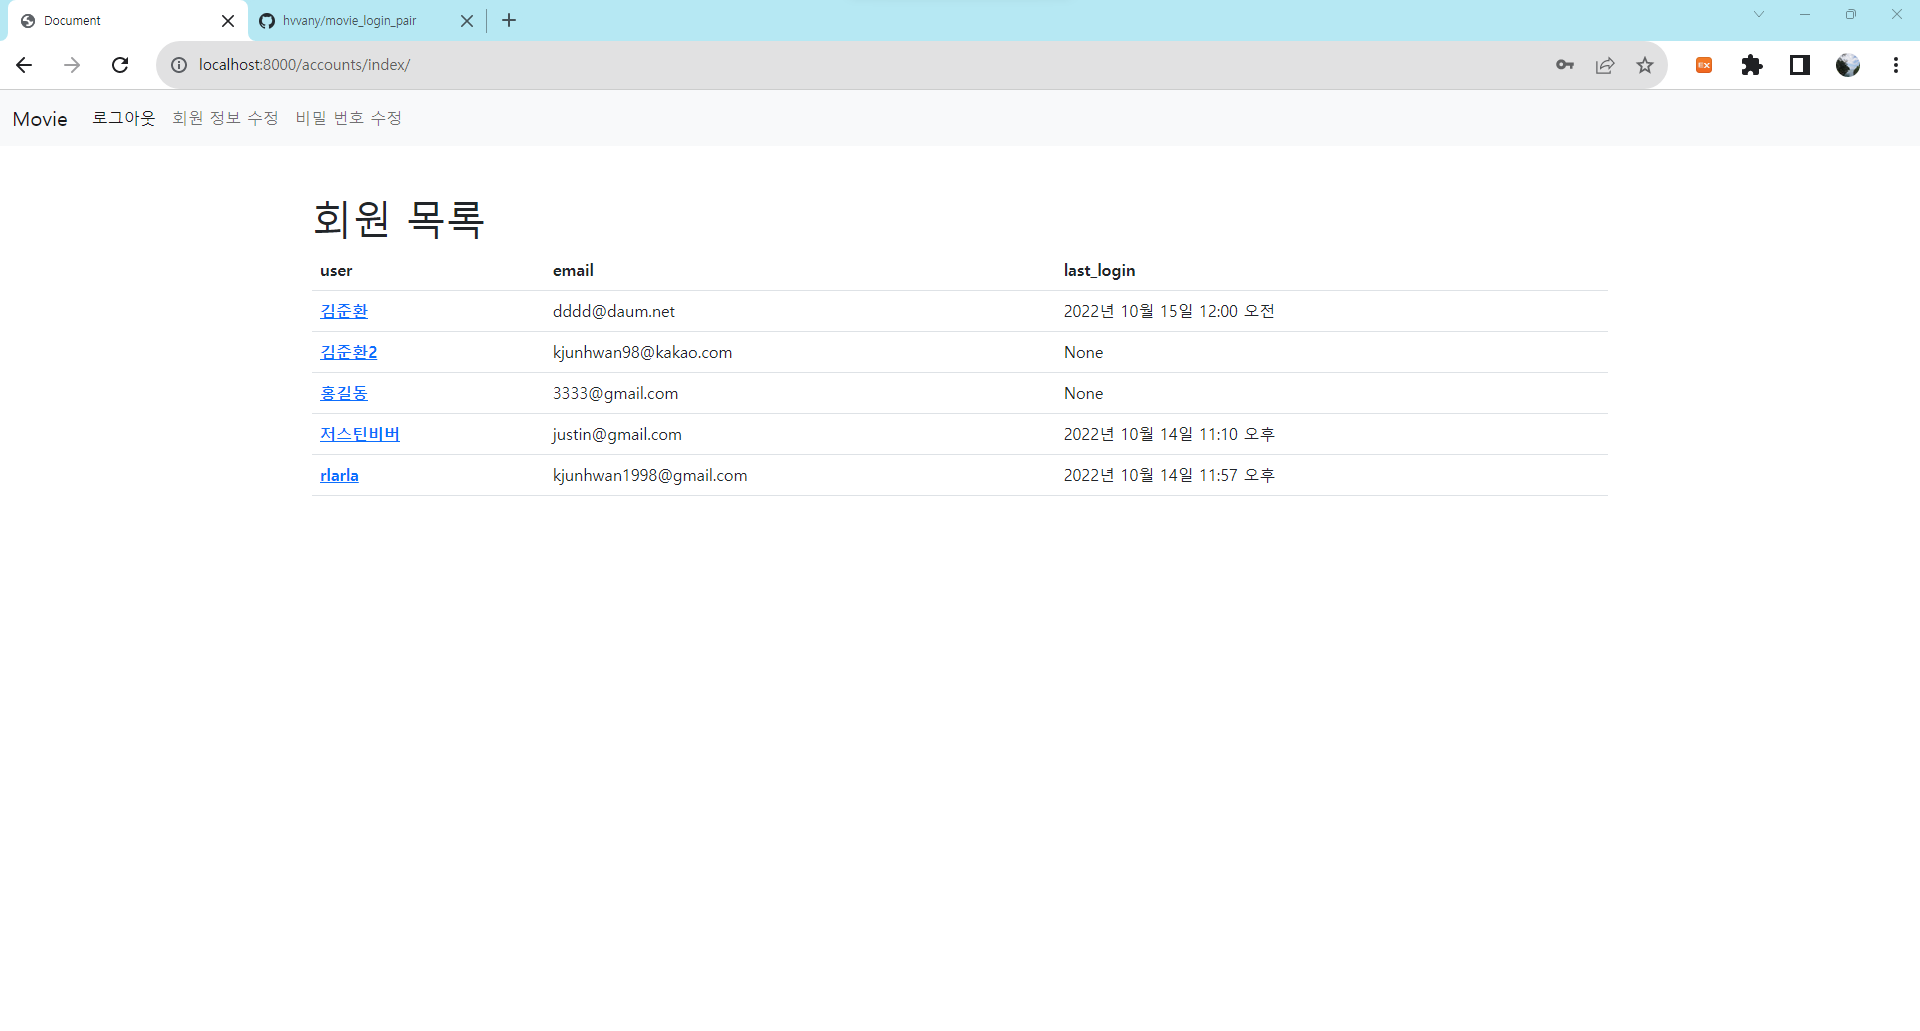 Document
hvvany/movie_login_pair
localhost:8000/accounts/index/
EX
Movie 로그아웃 회원 정보 수정 비밀 번호 수정
회원 목록
user email last_login
김준환 dddd@daum.net 2022년 10월 15일 12:00 오전
김준환2 kjunhwan98@kakao.com None
홍길동 3333@gmail.com None
저스틴비버 justin@gmail.com 2022년 10월 14일 11:10 오후
rlarla kjunhwan1998@gmail.com 2022년 10월 14일 11:57 오후